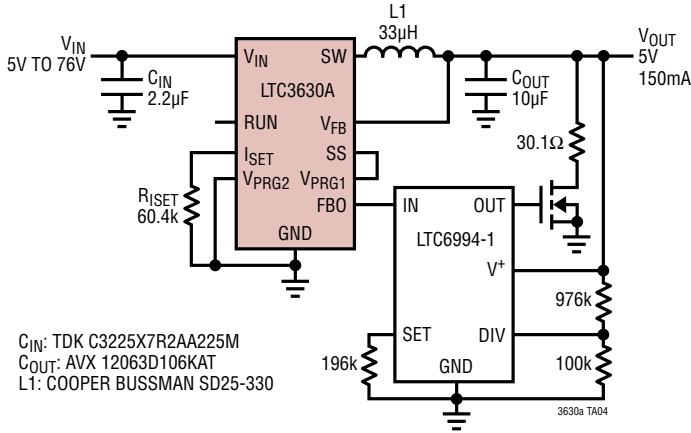 L1
33µH
VIN
5V TO 76V
CIN
2.2µF
VIN
SW
LTC3630A
RUN
VFB
ISET
SS
VPRG2
VPRG1
FBO
GND
RISET
60.4k
COUT
10µF
VOUT
5V
150mA
30.1Ω
IN
OUT
LTC6994-1
V+
SET
DIV
GND
976k
196k
100k
CIN: TDK C3225X7R2AA225M
COUT: AVX 12063D106KAT
L1: COOPER BUSSMAN SD25-330
3630a TA04